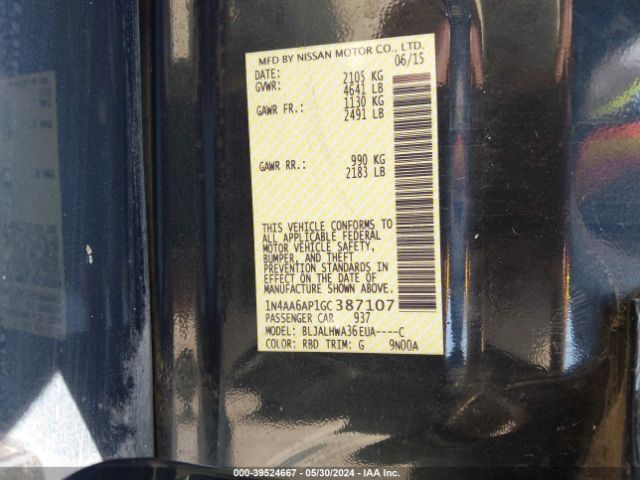 MFD BY NISSAN MOTOR CO., LTD.
DATE: 06/15
GVWR: 2105 KG
4641 LB
GAWR FR.: 1130 KG
2491 LB
GAWR RR.: 990 KG
2183 LB
THIS VEHICLE CONFORMS TO
ALL APPLICABLE FEDERAL
MOTOR VEHICLE SAFETY,
BUMPER, AND THEFT
PREVENTION STANDARDS IN
EFFECT ON THE DATE OF
MANUFACTURE SHOWN ABOVE.
1N4AA6AP1GC387107
PASSENGER CAR 937
MODEL: BLJALHWA36EUA----C
COLOR: RBD TRIM: G 9N00A
000-39524667 - 05/30/2024 - IAA Inc.